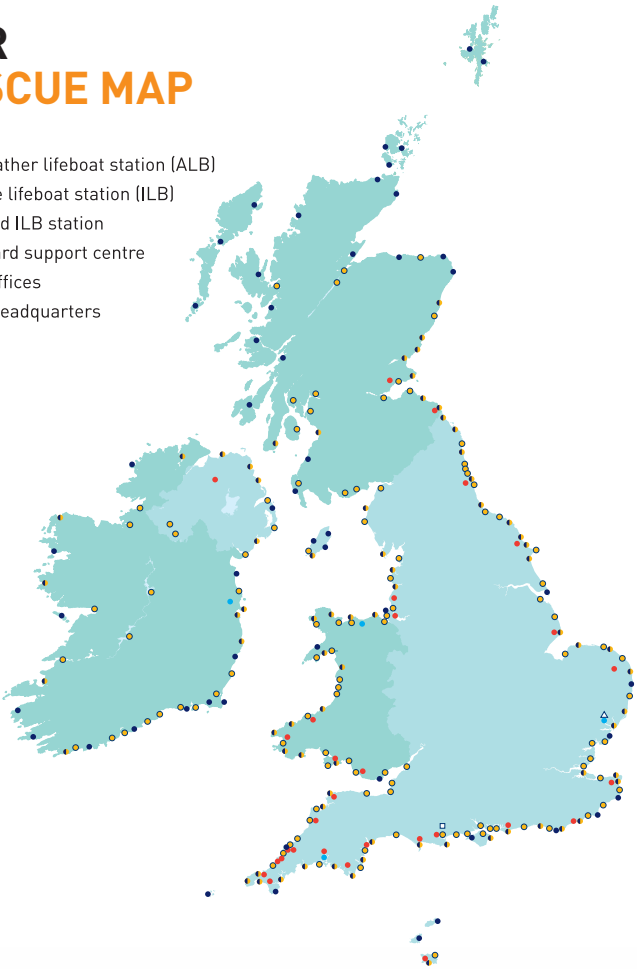 R
SCUE MAP
ather lifeboat station (ALB)
e lifeboat station (ILB)
d ILB station
ard support centre
ffices
eadquarters